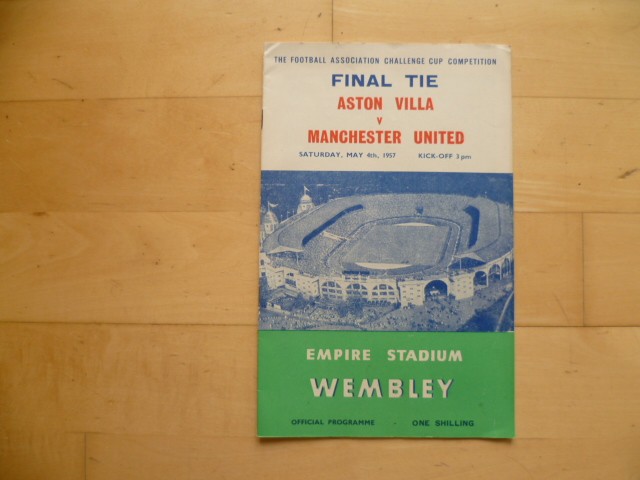 THE FOOTBALL ASSOCIATION CHALLENGE CUP COMPETITION
FINAL TIE
ASTON VILLA
v
MANCHESTER UNITED
SATURDAY, MAY 4th, 1957 KICK-OFF 3 pm
EMPIRE STADIUM
WEMBLEY
OFFICIAL PROGRAMME · ONE SHILLING